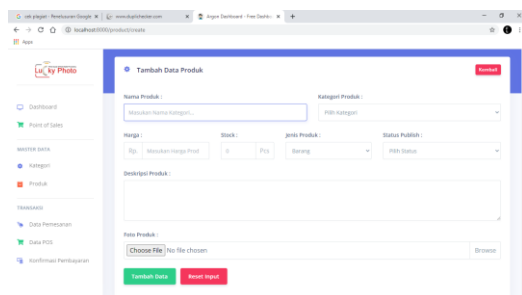 cek plagiat - Penelusuran Google
www.duplichecker.com
Argon Dashboard - Free Dashbo
localhost:8000/product/create
Apps
Lucky Photo
Tambah Data Produk
Kembali
Nama Produk :
Kategori Produk :
Masukan Nama Kategori...
Pilih Kategori
Dashboard
Point of Sales
Harga :
Stock :
Jenis Produk :
Status Publish :
Rp.
Masukan Harga Prod
0
Pcs
Barang
Pilih Status
MASTER DATA
Kategori
Produk
Deskripsi Produk :
TRANSAKSI
Data Pemesanan
Data POS
Konfirmasi Pembayaran
Foto Produk :
Choose File No file chosen
Browse
Tambah Data
Reset Input